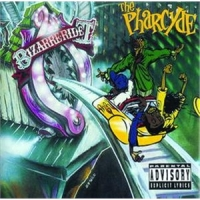 BIZARRE RIDE II
The PHARCYDE
PARENTAL
ADVISORY
EXPLICIT LYRICS